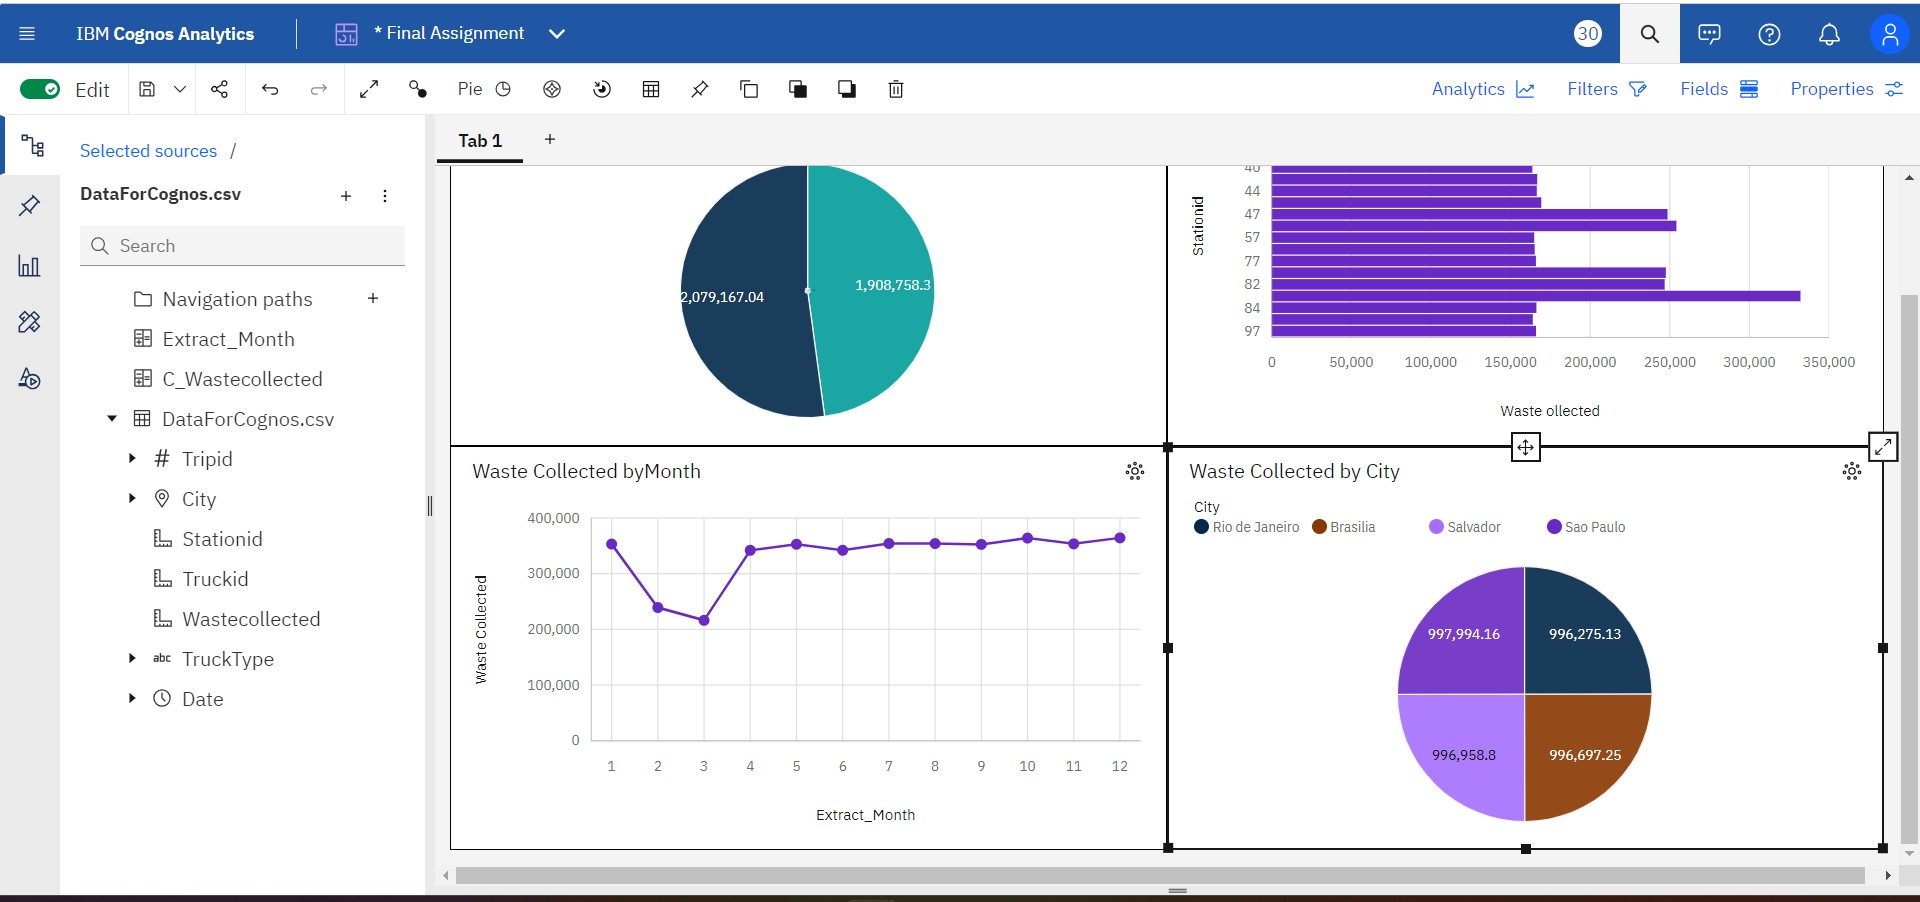 IBM Cognos Analytics
* Final Assignment
30
Edit
Pie
Analytics
Filters
Fields
Properties
Selected sources /
DataForCognos.csv
Search
Navigation paths
Extract_Month
C_Wastecollected
DataForCognos.csv
# Tripid
City
Stationid
Truckid
Wastecollected
abc TruckType
Date
Tab 1
2,079,167.04
1,908,758.3
Stationid
40
44
47
57
77
82
84
97
0 50,000 100,000 150,000 200,000 250,000 300,000 350,000
Waste ollected
Waste Collected byMonth
Waste Collected
400,000
300,000
200,000
100,000
0
1 2 3 4 5 6 7 8 9 10 11 12
Extract_Month
Waste Collected by City
City
Rio de Janeiro Brasilia Salvador Sao Paulo
997,994.16 996,275.13
996,958.8 996,697.25